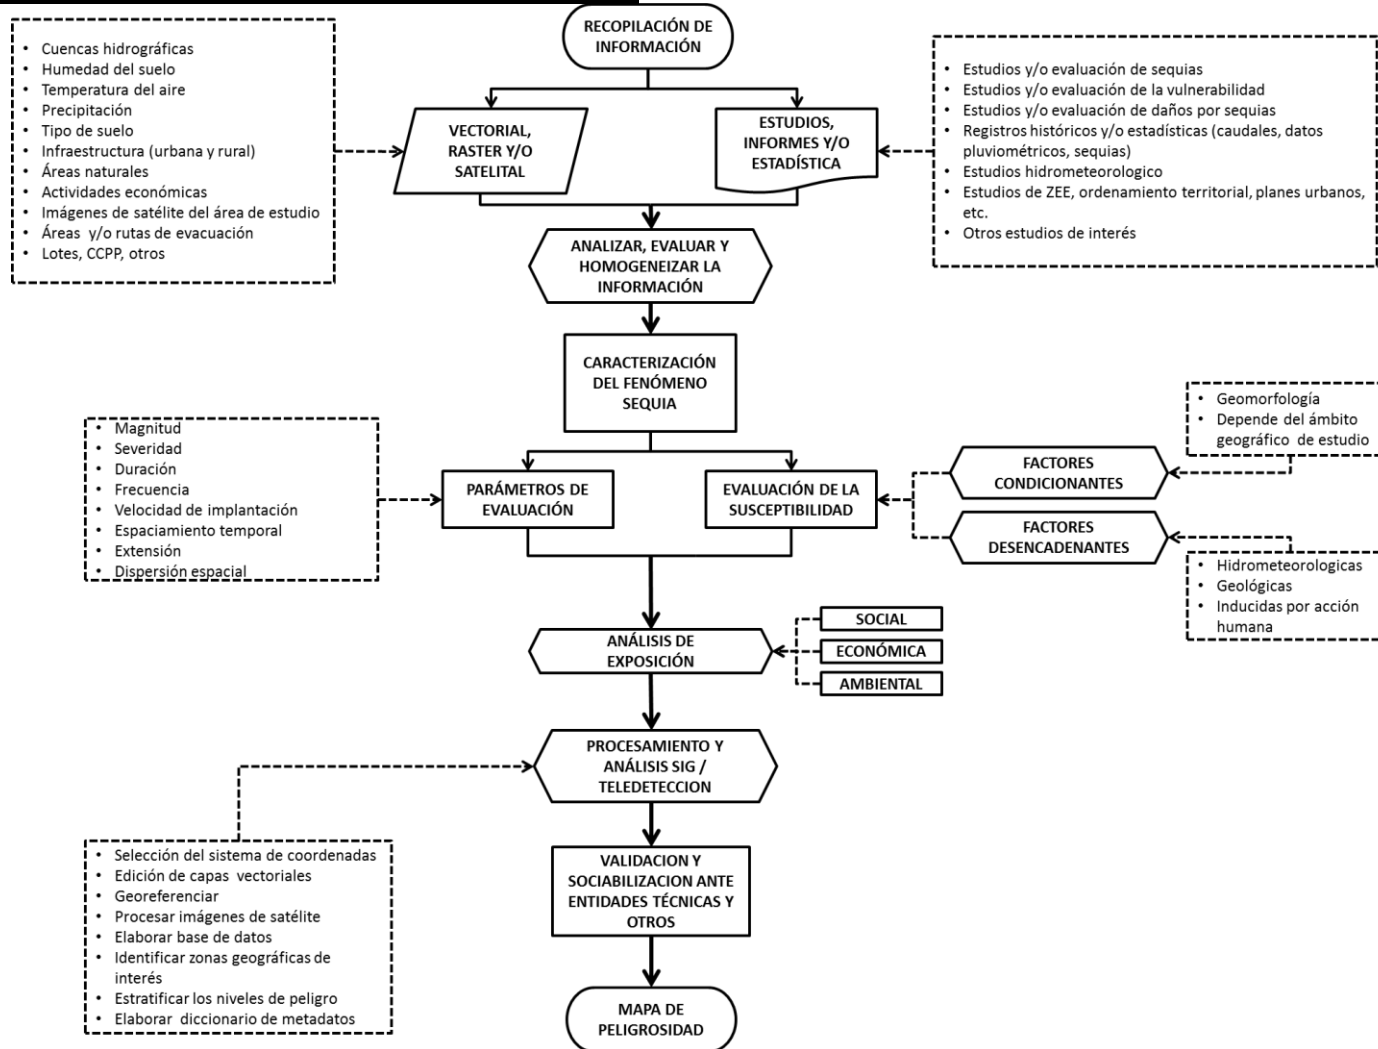 RECOPILACIÓN DE
INFORMACIÓN
• Cuencas hidrográficas
• Humedad del suelo
• Temperatura del aire
• Precipitación
• Tipo de suelo
• Infraestructura (urbana y rural)
• Áreas naturales
• Actividades económicas
• Imágenes de satélite del área de estudio
• Áreas y/o rutas de evacuación
• Lotes, CCPP, otros
VECTORIAL,
RASTER Y/O
SATELITAL
ESTUDIOS,
INFORMES Y/O
ESTADÍSTICA
• Estudios y/o evaluación de sequias
• Estudios y/o evaluación de la vulnerabilidad
• Estudios y/o evaluación de daños por sequias
• Registros históricos y/o estadísticas (caudales, datos
pluviométricos, sequias)
• Estudios hidrometeorologico
• Estudios de ZEE, ordenamiento territorial, planes urbanos,
etc.
• Otros estudios de interés
ANALIZAR, EVALUAR Y
HOMOGENEIZAR LA
INFORMACIÓN
CARACTERIZACIÓN
DEL FENÓMENO
SEQUIA
• Magnitud
• Severidad
• Duración
• Frecuencia
• Velocidad de implantación
• Espaciamiento temporal
• Extensión
• Dispersión espacial
PARÁMETROS DE
EVALUACIÓN
EVALUACIÓN DE LA
SUSCEPTIBILIDAD
FACTORES
CONDICIONANTES
• Geomorfología
• Depende del ámbito
geográfico de estudio
FACTORES
DESENCADENANTES
• Hidrometeorologicas
• Geológicas
• Inducidas por acción
humana
ANÁLISIS DE
EXPOSICIÓN
SOCIAL
ECONÓMICA
AMBIENTAL
PROCESAMIENTO Y
ANÁLISIS SIG /
TELEDETECCION
• Selección del sistema de coordenadas
• Edición de capas vectoriales
• Georeferenciar
• Procesar imágenes de satélite
• Elaborar base de datos
• Identificar zonas geográficas de
interés
• Estratificar los niveles de peligro
• Elaborar diccionario de metadatos
VALIDACION Y
SOCIABILIZACION ANTE
ENTIDADES TÉCNICAS Y
OTROS
MAPA DE
PELIGROSIDAD